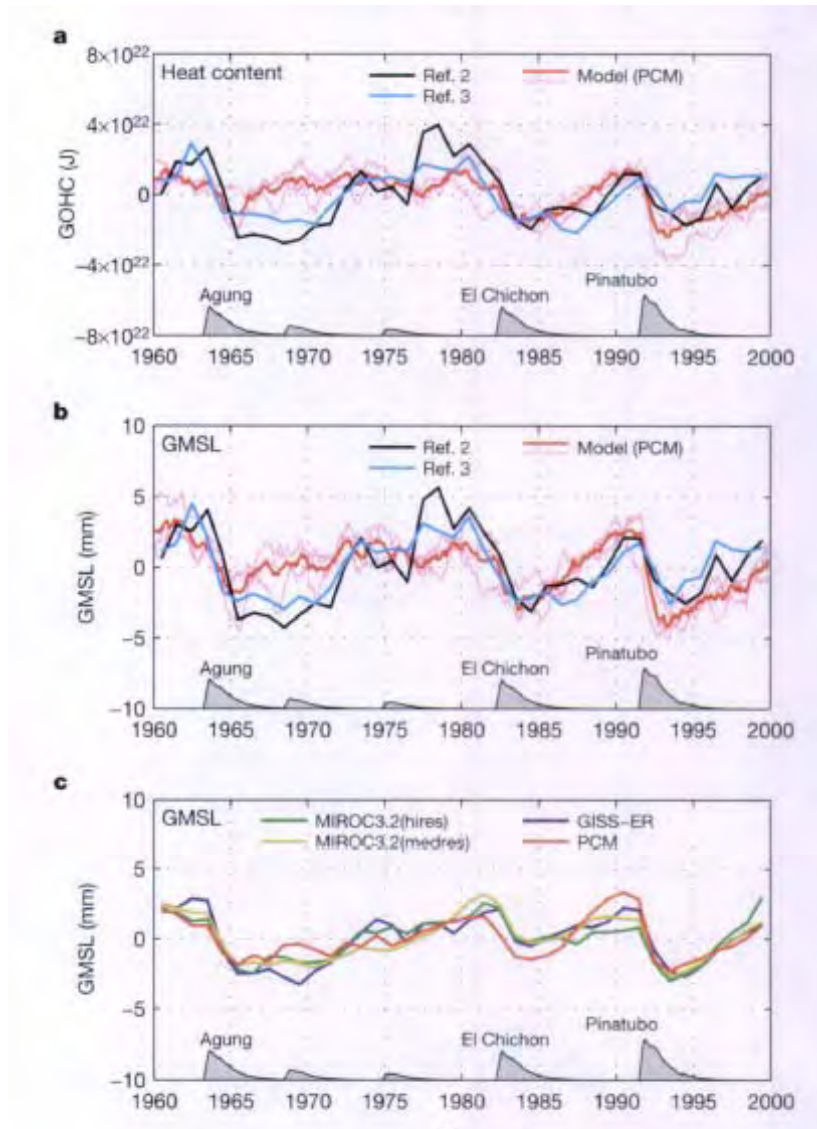 a
8×10²²
Heat content
Ref. 2
Model (PCM)
Ref. 3
4×10²²
0
GOHC (J)
−4×10²²
Agung
El Chichon
Pinatubo
−8×10²²
1960 1965 1970 1975 1980 1985 1990 1995 2000
b
10
GMSL
Ref. 2
Model (PCM)
Ref. 3
5
0
GMSL (mm)
−5
Agung
El Chichon
Pinatubo
−10
1960 1965 1970 1975 1980 1985 1990 1995 2000
c
10
GMSL
MIROC3.2(hires)
GISS−ER
MIROC3.2(medres)
PCM
5
0
GMSL (mm)
−5
Agung
El Chichon
Pinatubo
−10
1960 1965 1970 1975 1980 1985 1990 1995 2000